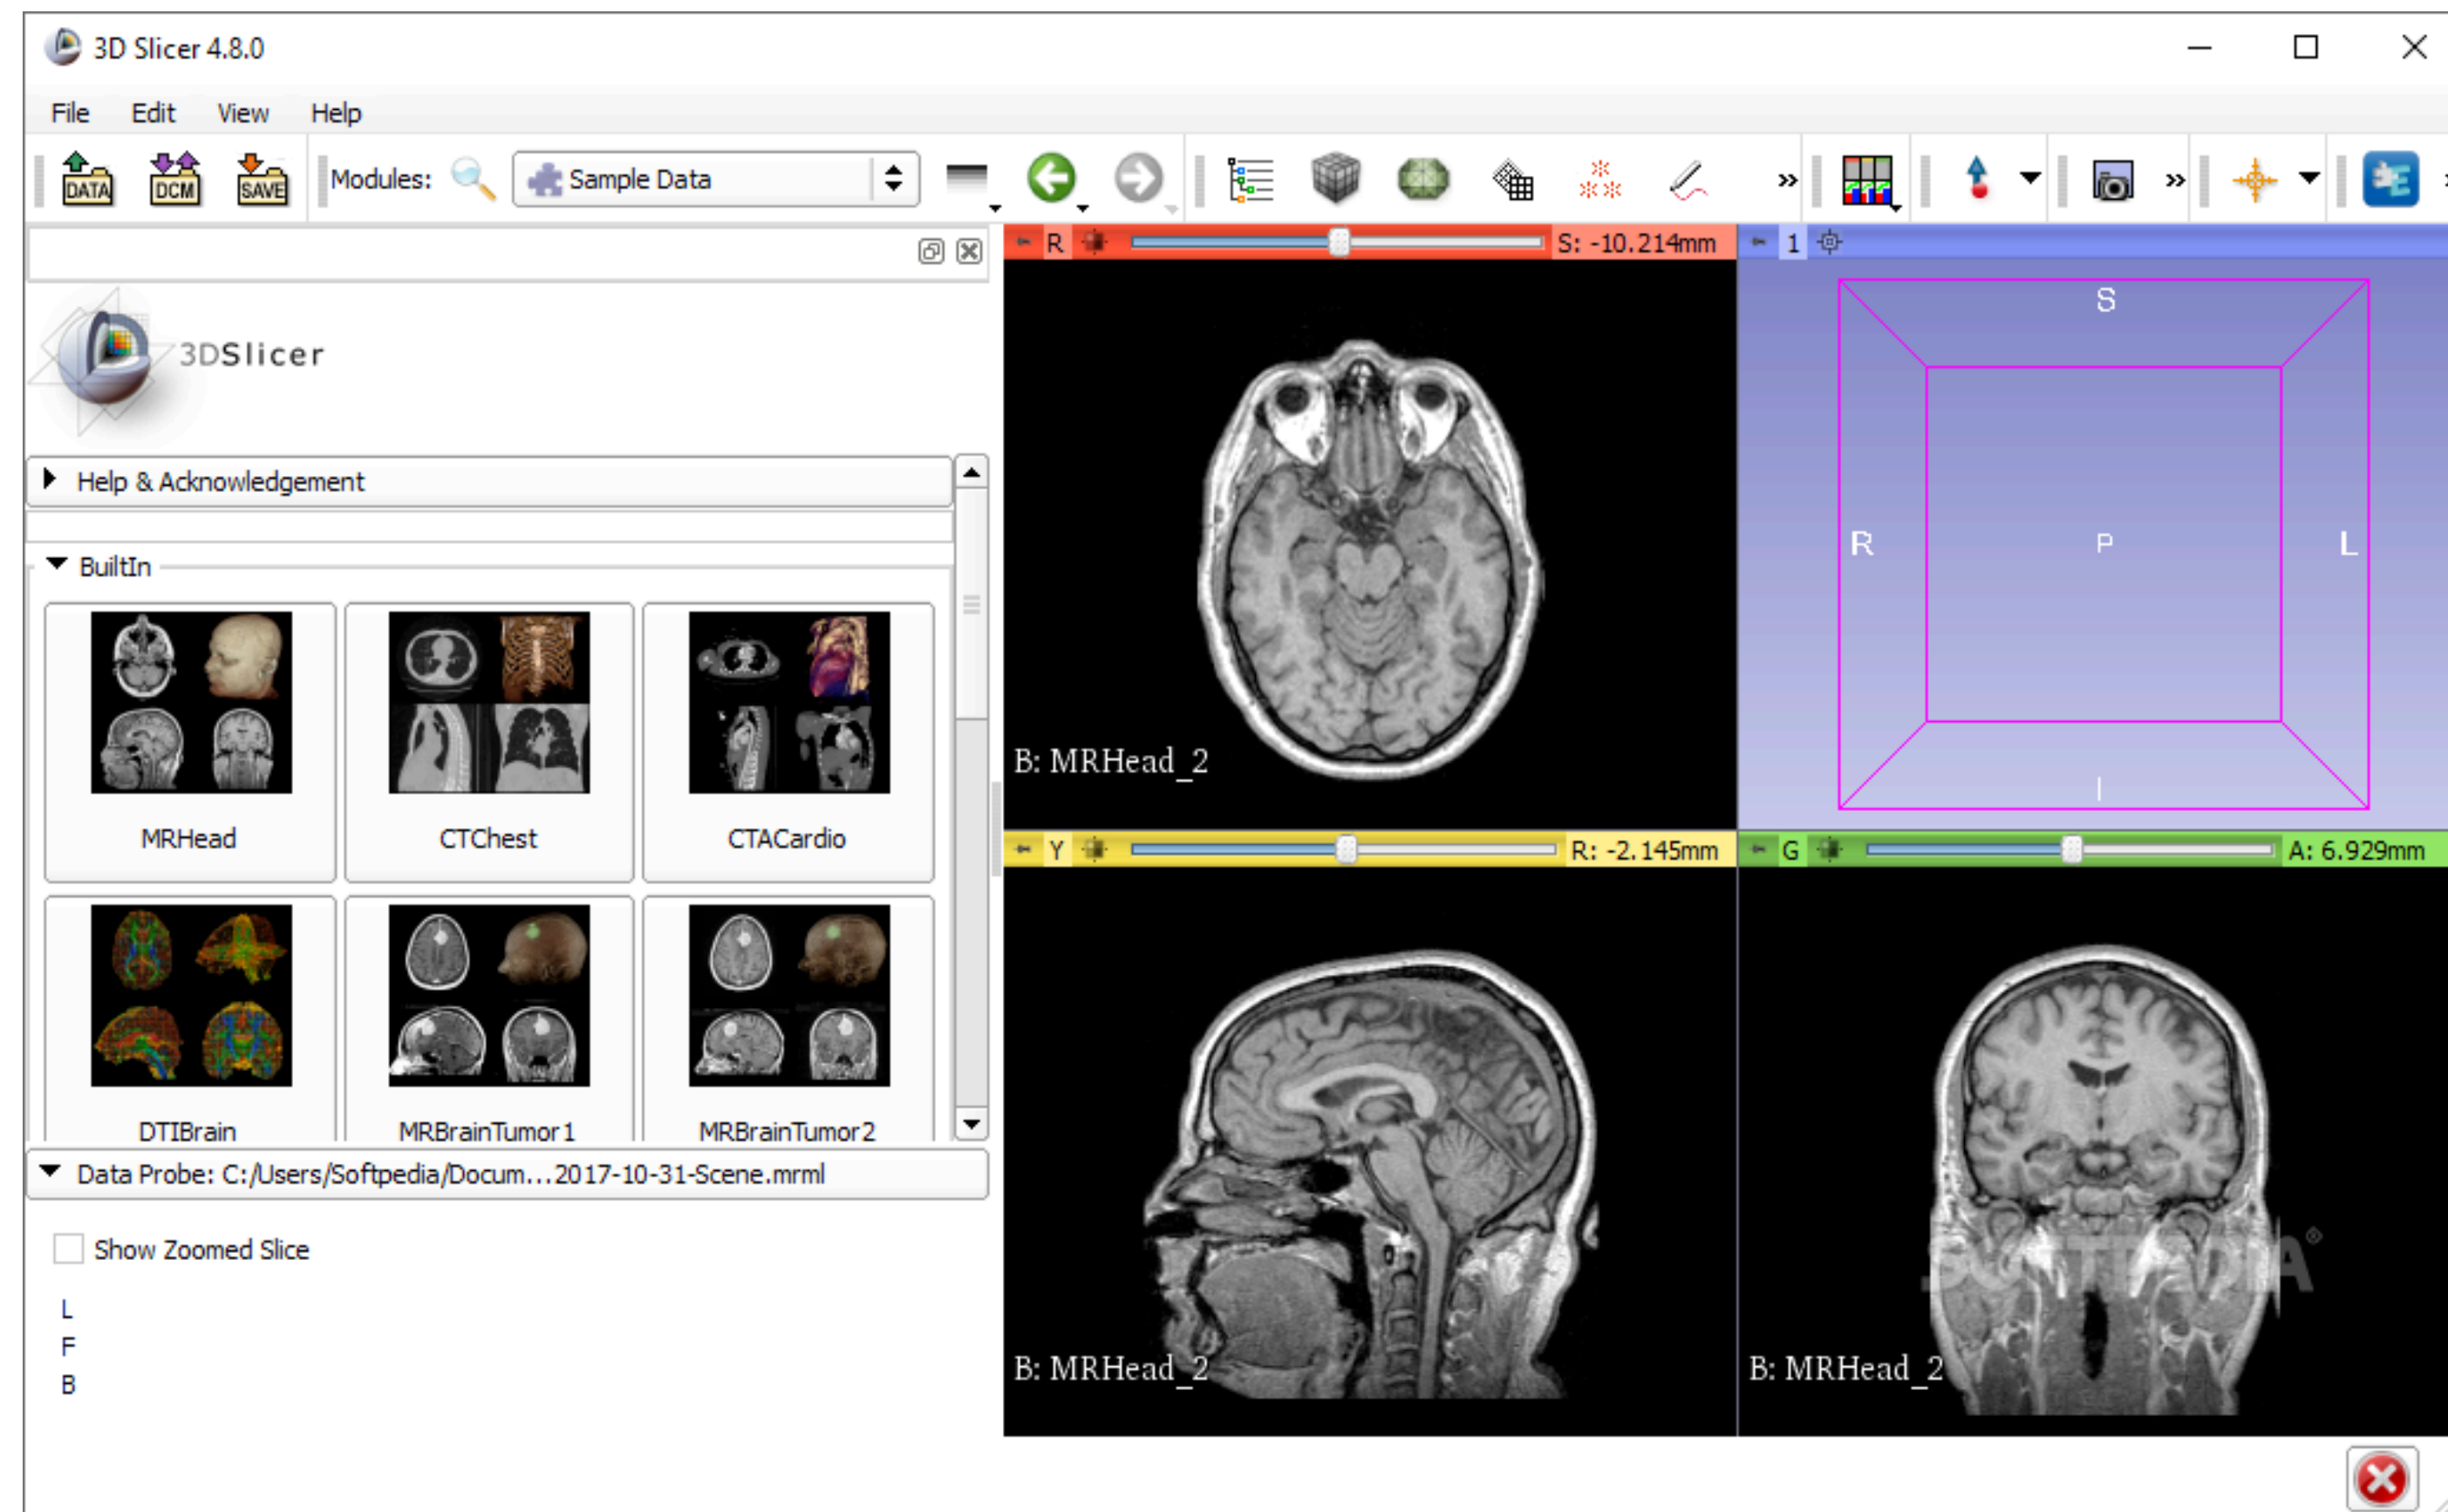 3D Slicer 4.8.0
File Edit View Help
DATA DCM SAVE Modules: Sample Data
R S: -10.214mm 1
3DSlicer
Help & Acknowledgement
BuiltIn
MRHead CTChest CTACardio
DTIBrain MRBrainTumor1 MRBrainTumor2
Data Probe: C:/Users/Softpedia/Docum...2017-10-31-Scene.mrml
Show Zoomed Slice
L
F
B
B: MRHead_2
S
R P L
I
Y R: -2.145mm G A: 6.929mm
B: MRHead_2 B: MRHead_2
SOFTPEDIA®